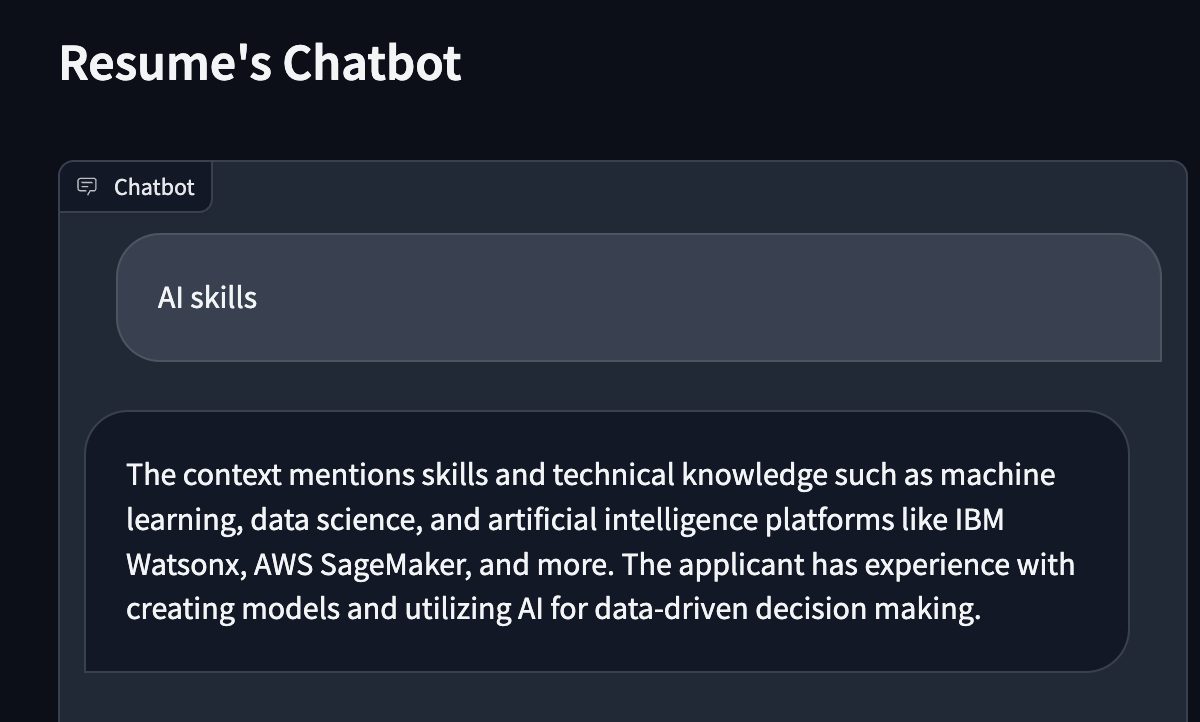 Resume's Chatbot
Chatbot
AI skills
The context mentions skills and technical knowledge such as machine
learning, data science, and artificial intelligence platforms like IBM
Watsonx, AWS SageMaker, and more. The applicant has experience with
creating models and utilizing AI for data-driven decision making.